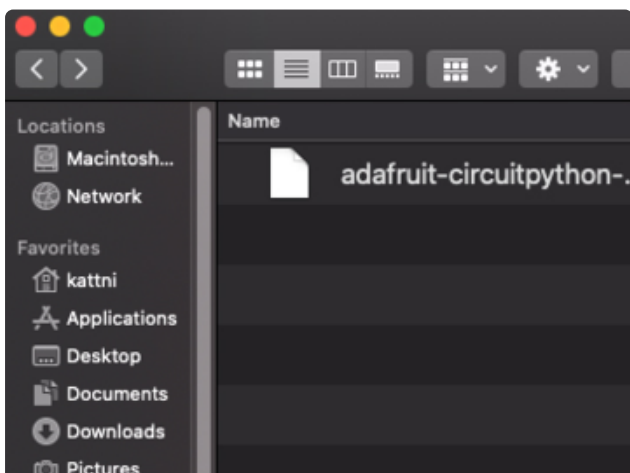 Locations
Macintosh...
Network
Favorites
kattni
Applications
Desktop
Documents
Downloads
Pictures
Name
adafruit-circuitpython-...